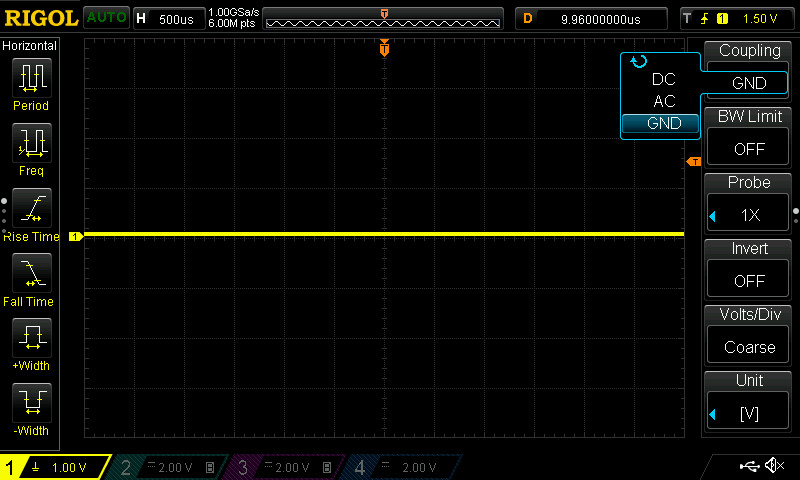 RIGOL AUTO H 500us 1.00GSa/s D 9.96000000us T 1 1.50 V
6.00M pts
T
Horizontal
T
Coupling
GND
DC
AC
GND
Period
BW Limit
OFF
Freq
T
Probe
1X
Rise Time
1
Invert
OFF
Fall Time
Volts/Div
Coarse
+Width
Unit
[V]
-Width
1 1.00 V 2 2.00 V B 3 2.00 V B 4 2.00 V